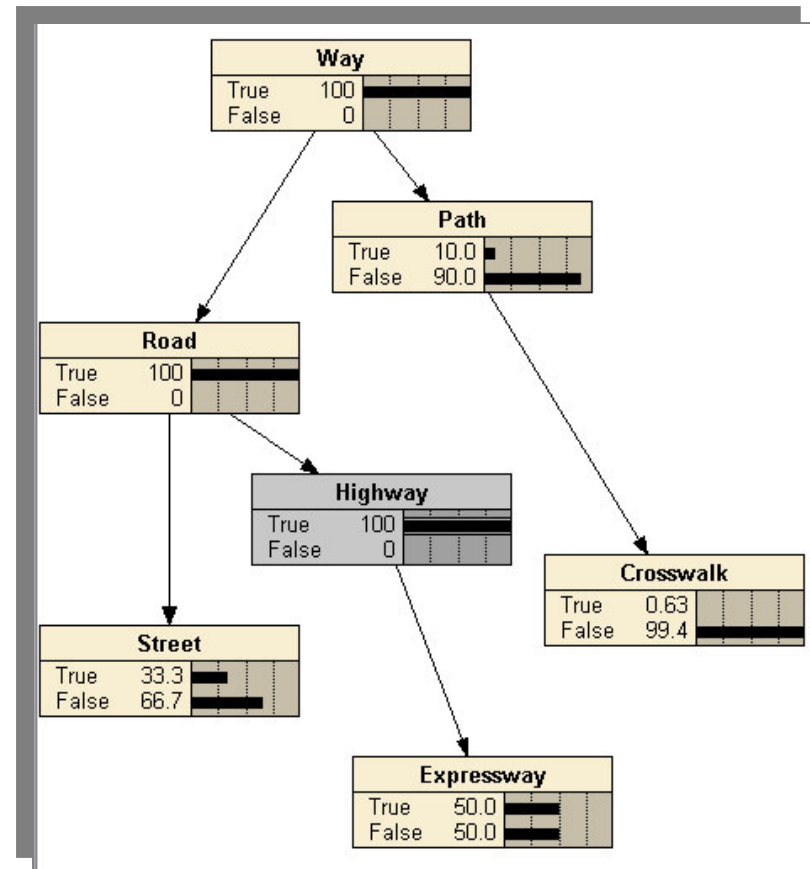 Way
True 100
False 0
Path
True 10.0
False 90.0
Road
True 100
False 0
Highway
True 100
False 0
Crosswalk
True 0.63
False 99.4
Street
True 33.3
False 66.7
Expressway
True 50.0
False 50.0